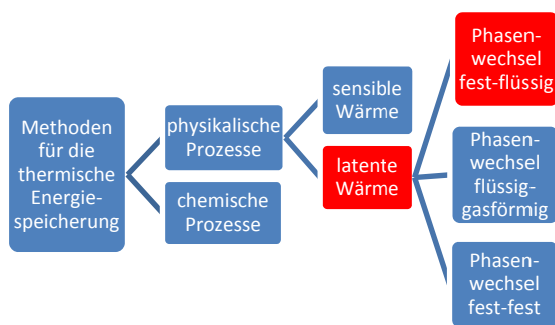 Methoden
für die
thermische
Energie-
speicherung
physikalische
Prozesse
chemische
Prozesse
sensible
Wärme
latente
Wärme
Phasen-
wechsel
fest-flüssig
Phasen-
wechsel
flüssig-
gasförmig
Phasen-
wechsel
fest-fest